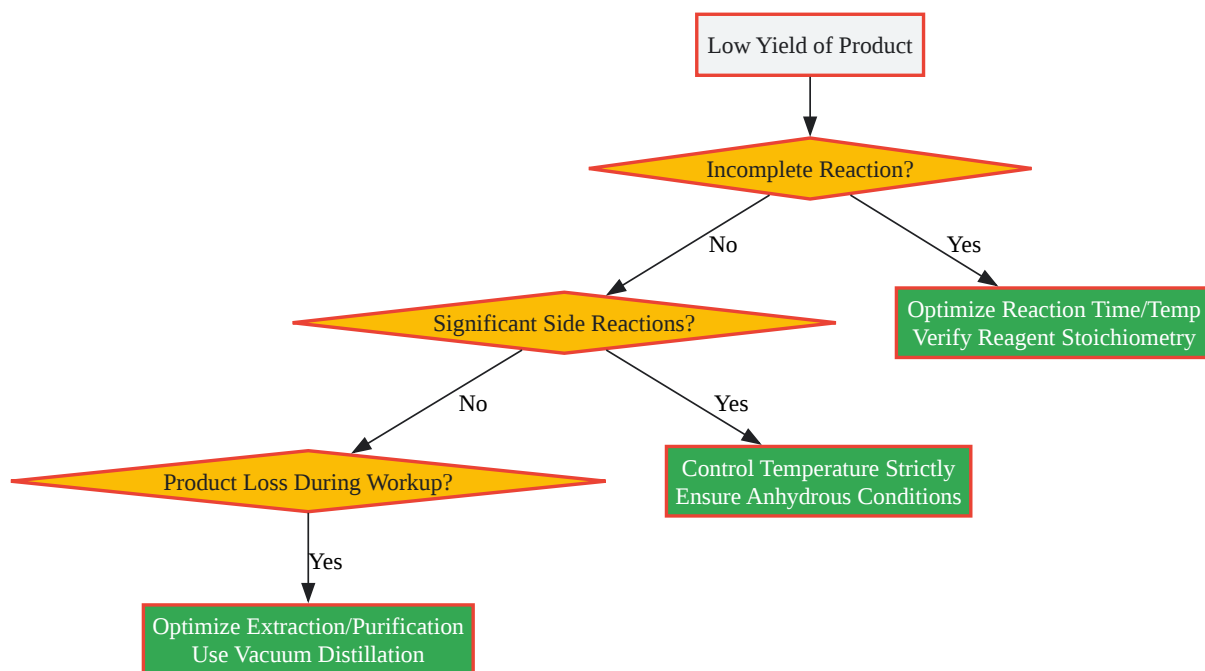 Low Yield of Product
Incomplete Reaction?
No
Yes
Significant Side Reactions?
Optimize Reaction Time/Temp
Verify Reagent Stoichiometry
No
Yes
Product Loss During Workup?
Control Temperature Strictly
Ensure Anhydrous Conditions
Yes
Optimize Extraction/Purification
Use Vacuum Distillation